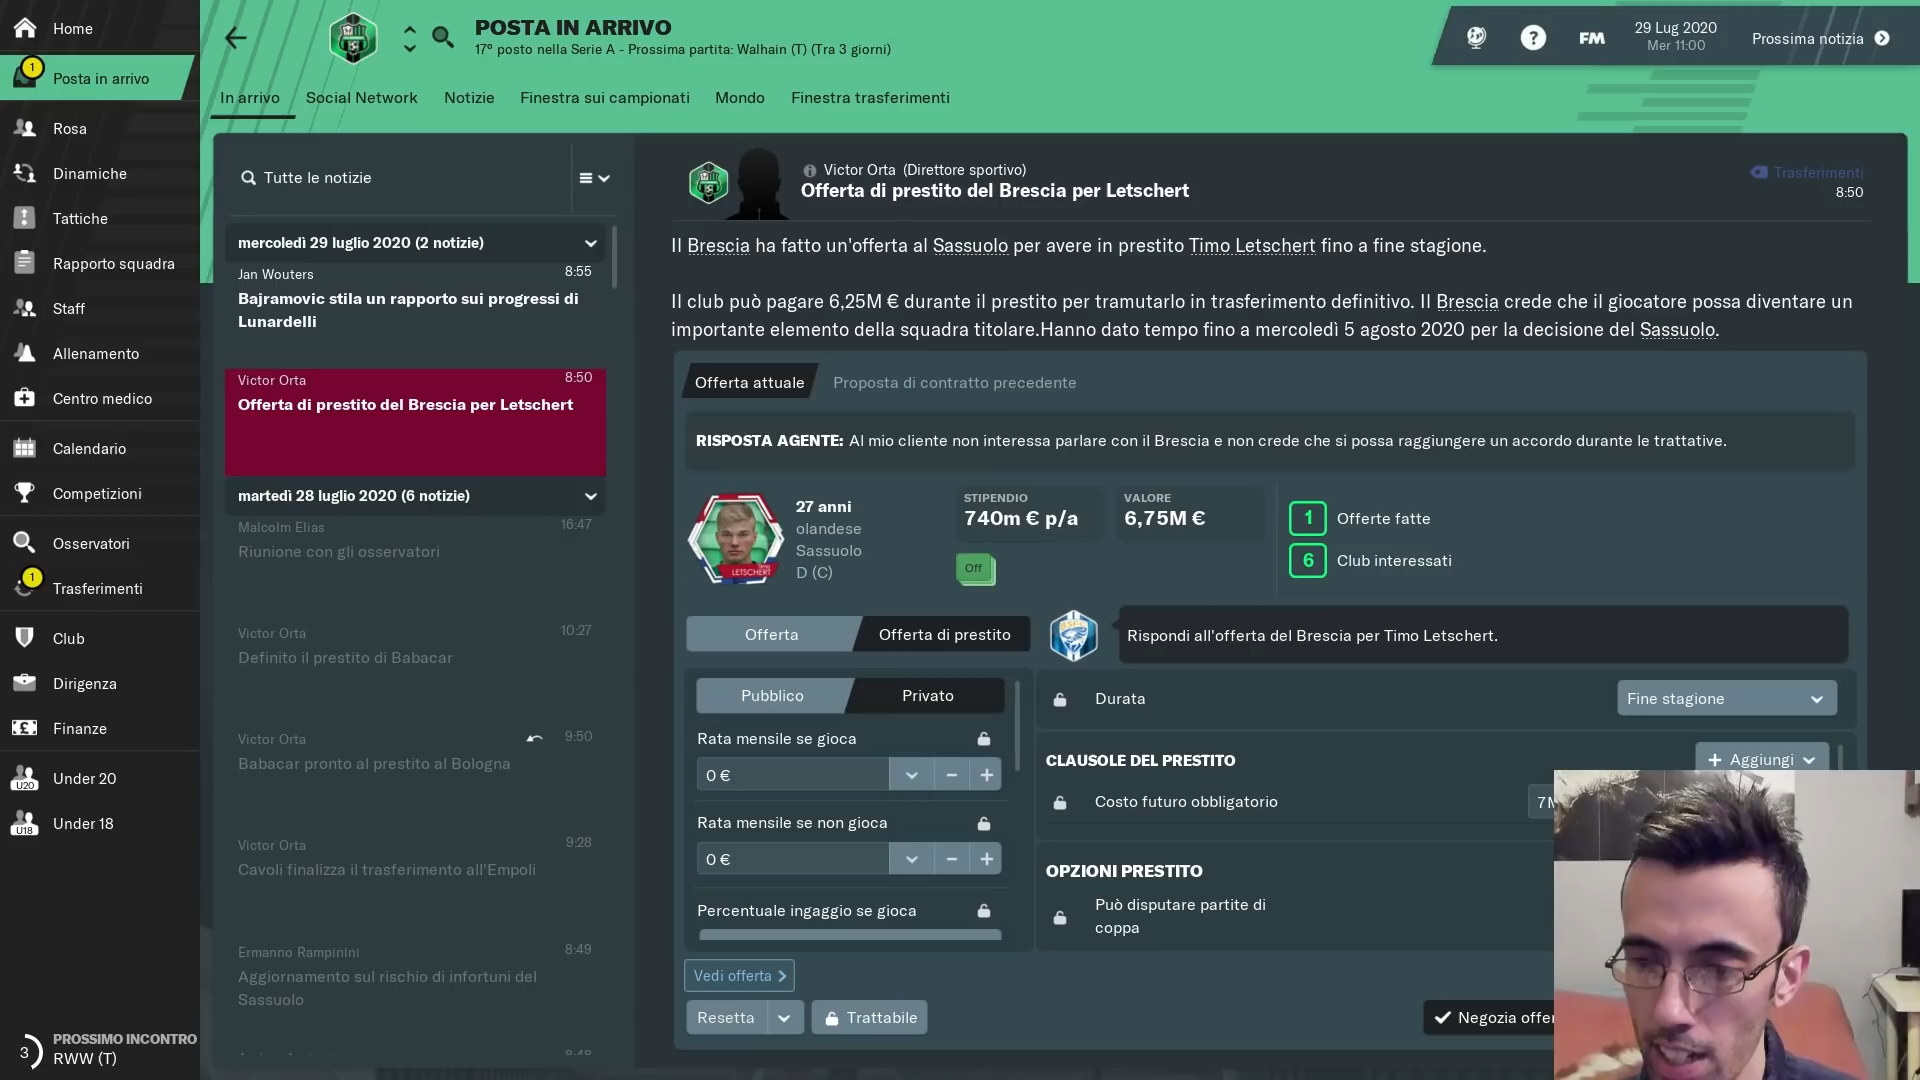 Home
1
Posta in arrivo
Rosa
Dinamiche
Tattiche
Rapporto squadra
Staff
Allenamento
Centro medico
Calendario
Competizioni
Osservatori
1
Trasferimenti
Club
Dirigenza
Finanze
U20
Under 20
U18
Under 18
3
PROSSIMO INCONTRO
RWW (T)
POSTA IN ARRIVO
17° posto nella Serie A - Prossima partita: Walhain (T) (Tra 3 giorni)
FM
29 Lug 2020
Mer 11:00
Prossima notizia
In arrivo
Social Network
Notizie
Finestra sui campionati
Mondo
Finestra trasferimenti
Tutte le notizie
mercoledì 29 luglio 2020 (2 notizie)
Jan Wouters 8:55
Bajramovic stila un rapporto sui progressi di
Lunardelli
Victor Orta 8:50
Offerta di prestito del Brescia per Letschert
martedì 28 luglio 2020 (6 notizie)
Malcolm Elias 16:47
Riunione con gli osservatori
Victor Orta 10:27
Definito il prestito di Babacar
Victor Orta 9:50
Babacar pronto al prestito al Bologna
Victor Orta 9:28
Cavoli finalizza il trasferimento all'Empoli
Ermanno Rampinini 8:49
Aggiornamento sul rischio di infortuni del
Sassuolo
Victor Orta (Direttore sportivo)
Offerta di prestito del Brescia per Letschert
Trasferimenti
8:50
Il Brescia ha fatto un'offerta al Sassuolo per avere in prestito Timo Letschert fino a fine stagione.
Il club può pagare 6,25M € durante il prestito per tramutarlo in trasferimento definitivo. Il Brescia crede che il giocatore possa diventare un
importante elemento della squadra titolare.Hanno dato tempo fino a mercoledì 5 agosto 2020 per la decisione del Sassuolo.
Offerta attuale
Proposta di contratto precedente
RISPOSTA AGENTE: Al mio cliente non interessa parlare con il Brescia e non crede che si possa raggiungere un accordo durante le trattative.
LETSCHERT
27 anni
olandese
Sassuolo
D (C)
STIPENDIO
740m € p/a
VALORE
6,75M €
Off
1 Offerte fatte
6 Club interessati
Offerta
Offerta di prestito
Rispondi all'offerta del Brescia per Timo Letschert.
Pubblico
Privato
Rata mensile se gioca
0 €
Rata mensile se non gioca
0 €
Percentuale ingaggio se gioca
Durata
Fine stagione
CLAUSOLE DEL PRESTITO
Aggiungi
Costo futuro obbligatorio
OPZIONI PRESTITO
Può disputare partite di
coppa
Vedi offerta
Resetta
Trattabile
Negozia offer